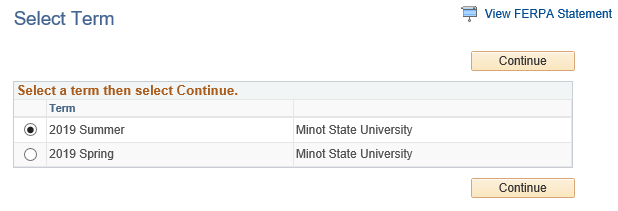 Select Term
View FERPA Statement
Continue
Select a term then select Continue.
Term
2019 Summer Minot State University
2019 Spring Minot State University
Continue